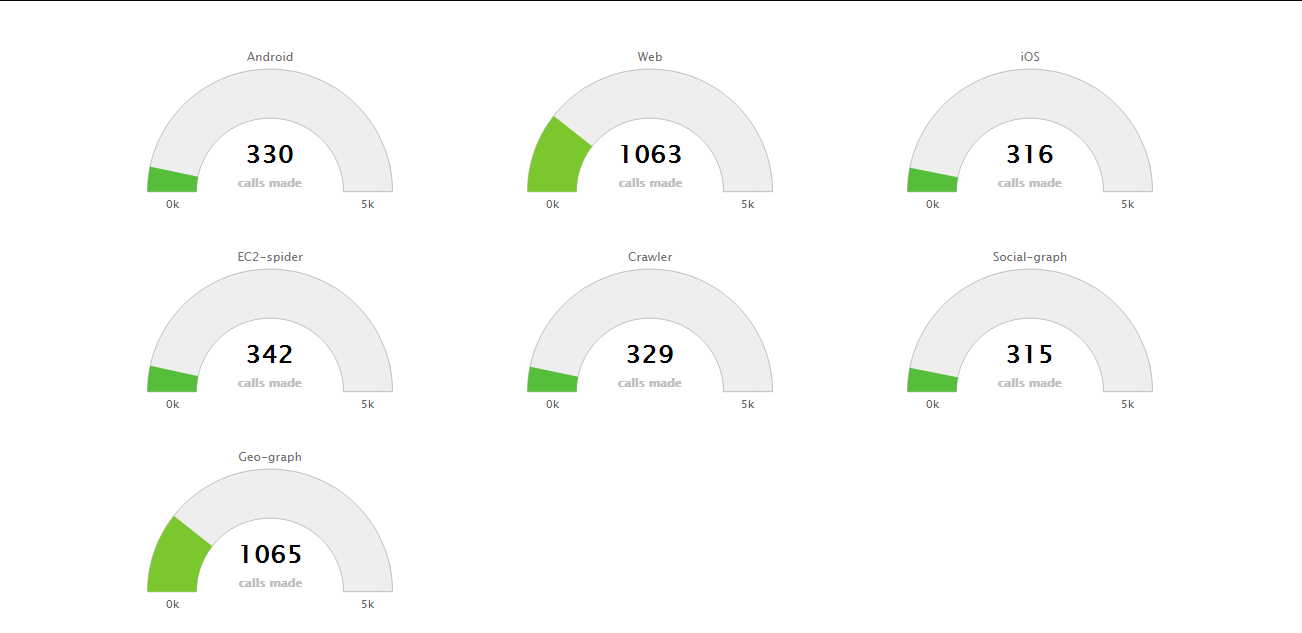 Android
330
calls made
0k 5k
Web
1063
calls made
0k 5k
iOS
316
calls made
0k 5k
EC2-spider
342
calls made
0k 5k
Crawler
329
calls made
0k 5k
Social-graph
315
calls made
0k 5k
Geo-graph
1065
calls made
0k 5k